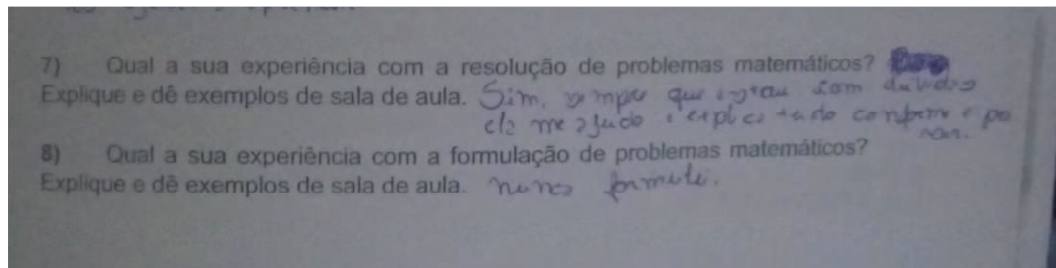 7) Qual a sua experiência com a resolução de problemas matemáticos?
Explique e dê exemplos de sala de aula. Sim, sempre que estou com duvidas
ela me ajuda e explica tudo conforme
8) Qual a sua experiência com a formulação de problemas matemáticos?
Explique e dê exemplos de sala de aula. nunca formulei.